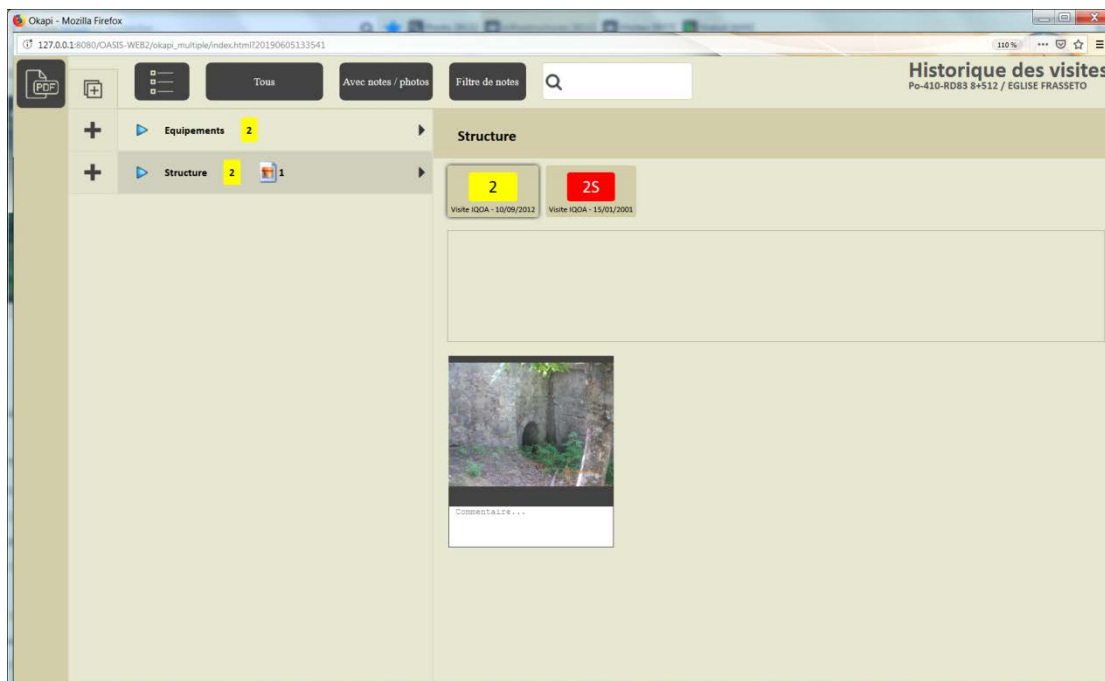 Okapi - Mozilla Firefox
127.0.0.1:8080/OASIS-WEB2/okapi_multiple/index.html?20190605133541
110 %
PDF
Tous
Avec notes / photos
Filtre de notes
Historique des visites
Po-410-RD83 8+512 / EGLISE FRASSETO
Equipements 2
Structure 2 1
Structure
2
Visite IQOA - 10/09/2012
2S
Visite IQOA - 15/01/2001
Commentaire...